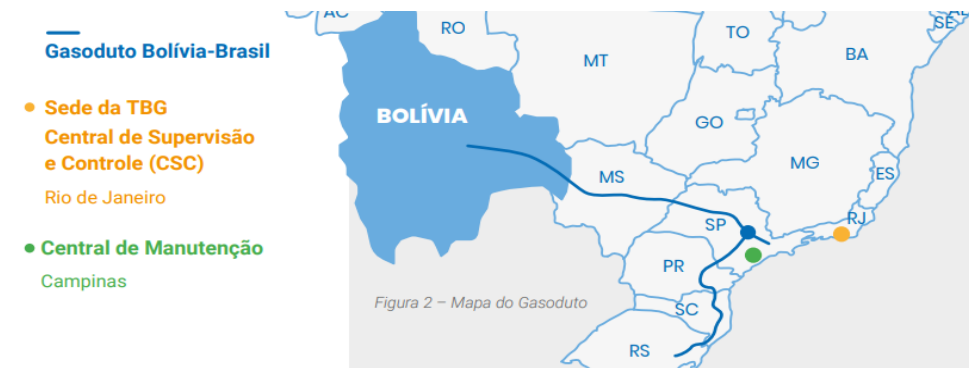 Gasoduto Bolívia-Brasil
Sede da TBG
Central de Supervisão
e Controle (CSC)
Rio de Janeiro
Central de Manutenção
Campinas
AC
RO
TO
SE
AL
MT
BA
BOLÍVIA
GO
MG
MS
ES
SP
RJ
PR
SC
RS
Figura 2 – Mapa do Gasoduto